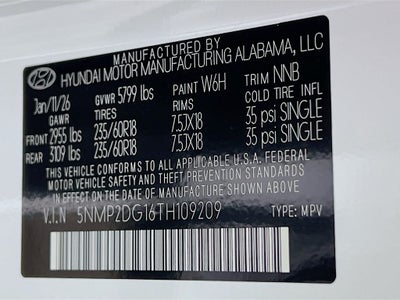 MANUFACTURED BY
HYUNDAI MOTOR MANUFACTURING ALABAMA, LLC
Jan/11/26 GVWR 5799 lbs PAINT W6H TRIM NNB
GAWR TIRES RIMS COLD TIRE INFL
FRONT 2955 lbs 235/60R18 7.5JX18 35 psi SINGLE
REAR 3109 lbs 235/60R18 7.5JX18 35 psi SINGLE
THIS VEHICLE CONFORMS TO ALL APPLICABLE U.S.A. FEDERAL
MOTOR VEHICLE SAFETY, BUMPER, AND THEFT PREVENTION
STANDARDS IN EFFECT ON THE DATE OF MANUFACTURE SHOWN ABOVE.
V.I.N 5NMP2DG16TH109209 TYPE: MPV